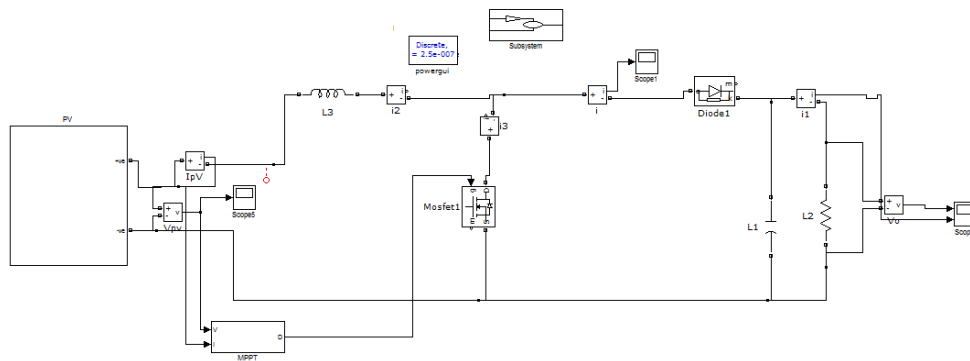 Discrete,
= 2.5e-007
powergui
Subsystem
Scope1
L3
i2
i
Diode1
i1
PV
+ve
IpV
i3
Scope5
Vpv
-ve
Mosfet1
L1
L2
Vo
Scop
V
I
D
MPPT